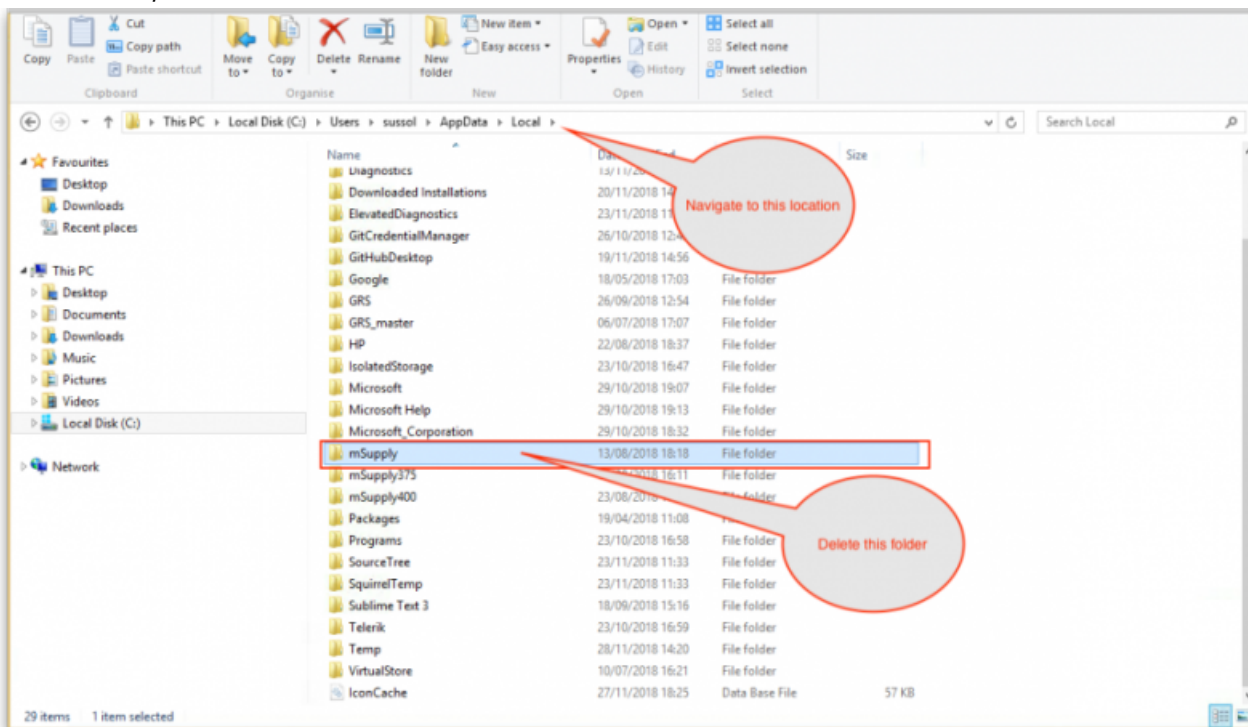 Cut
Copy path
Paste shortcut
Copy
Paste
Clipboard
Move to
Copy to
Delete
Rename
Organise
New folder
New item
Easy access
New
Properties
Open
Edit
History
Open
Select all
Select none
Invert selection
Select
This PC
Local Disk (C:)
Users
sussol
AppData
Local
Search Local
Favourites
Desktop
Downloads
Recent places
This PC
Desktop
Documents
Downloads
Music
Pictures
Videos
Local Disk (C:)
Network
Name
Size
Diagnostics
Downloaded Installations 20/11/2018
ElevatedDiagnostics 23/11/2018
GitCredentialManager 26/10/2018
GitHubDesktop 19/11/2018 14:56
Google 18/05/2018 17:03 File folder
GRS 26/09/2018 12:54 File folder
GRS_master 06/07/2018 17:07 File folder
HP 22/08/2018 18:37 File folder
IsolatedStorage 23/10/2018 16:47 File folder
Microsoft 29/10/2018 19:07 File folder
Microsoft Help 29/10/2018 19:13 File folder
Microsoft_Corporation 29/10/2018 18:32 File folder
mSupply 13/08/2018 18:18 File folder
mSupply375 16:11 File folder
mSupply400 23/08/2018 File folder
Packages 19/04/2018 11:08
Programs 23/10/2018 16:58 File folder
SourceTree 23/11/2018 11:33 File folder
SquirrelTemp 23/11/2018 11:33 File folder
Sublime Text 3 18/09/2018 15:16 File folder
Telerik 23/10/2018 16:59 File folder
Temp 28/11/2018 14:20 File folder
VirtualStore 10/07/2018 16:21 File folder
IconCache 27/11/2018 18:25 Data Base File 57 KB
Navigate to this location
Delete this folder
29 items
1 item selected